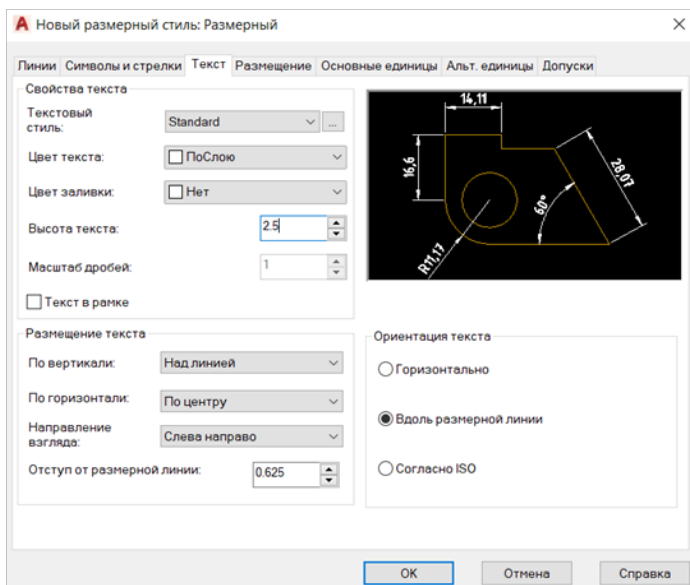 Новый размерный стиль: Размерный
Линии Символы и стрелки Текст Размещение Основные единицы Альт. единицы Допуски
Свойства текста
Текстовый
стиль:
Standard
...
Цвет текста:
ПоСлою
Цвет заливки:
Нет
Высота текста:
2.5
Масштаб дробей:
1
Текст в рамке
14,11
16,6
28,07
60°
R11,17
Размещение текста
По вертикали:
Над линией
По горизонтали:
По центру
Направление
взгляда:
Слева направо
Отступ от размерной линии:
0.625
Ориентация текста
Горизонтально
Вдоль размерной линии
Согласно ISO
OK
Отмена
Справка